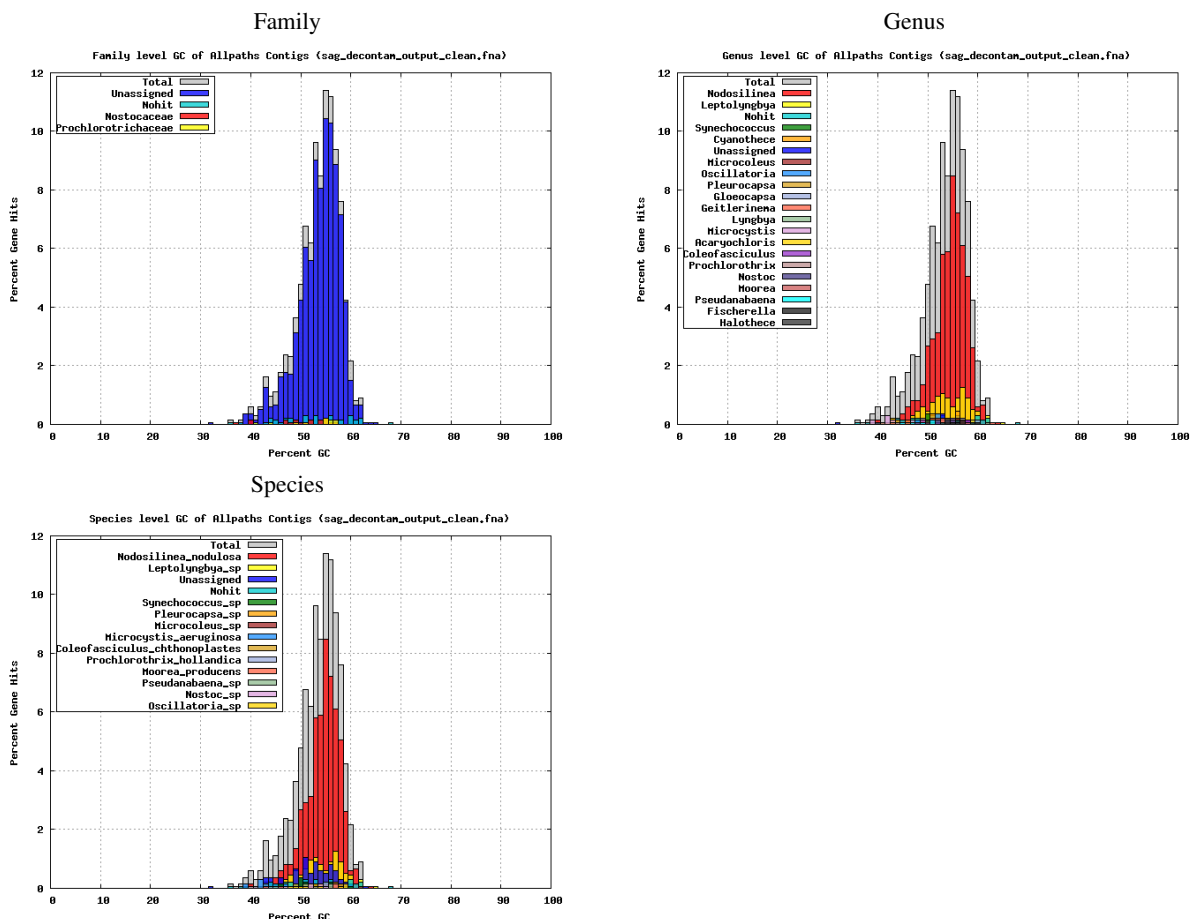 Family
Family level GC of Allpaths Contigs (sag_decontam_output_clean.fna)
Percent Gene Hits
12
10
8
6
4
2
0
Total
Unassigned
Nohit
Nostocaceae
Prochlorotrichaceae
0 10 20 30 40 50 60 70 80 90 100
Percent GC
Genus
Genus level GC of Allpaths Contigs (sag_decontam_output_clean.fna)
Percent Gene Hits
12
10
8
6
4
2
0
Total
Nodosilinea
Leptolyngbya
Nohit
Synechococcus
Cyanothece
Unassigned
Microcoleus
Oscillatoria
Pleurocapsa
Gloeocapsa
Geitlerinema
Lyngbya
Microcystis
Acaryochloris
Coleofasciculus
Prochlorothrix
Nostoc
Moorea
Pseudanabaena
Fischerella
Halothece
0 10 20 30 40 50 60 70 80 90 100
Percent GC
Species
Species level GC of Allpaths Contigs (sag_decontam_output_clean.fna)
Percent Gene Hits
12
10
8
6
4
2
0
Total
Nodosilinea_nodulosa
Leptolyngbya_sp
Unassigned
Nohit
Synechococcus_sp
Pleurocapsa_sp
Microcoleus_sp
Microcystis_aeruginosa
Coleofasciculus_chthonoplastes
Prochlorothrix_hollandica
Moorea_producens
Pseudanabaena_sp
Nostoc_sp
Oscillatoria_sp
0 10 20 30 40 50 60 70 80 90 100
Percent GC